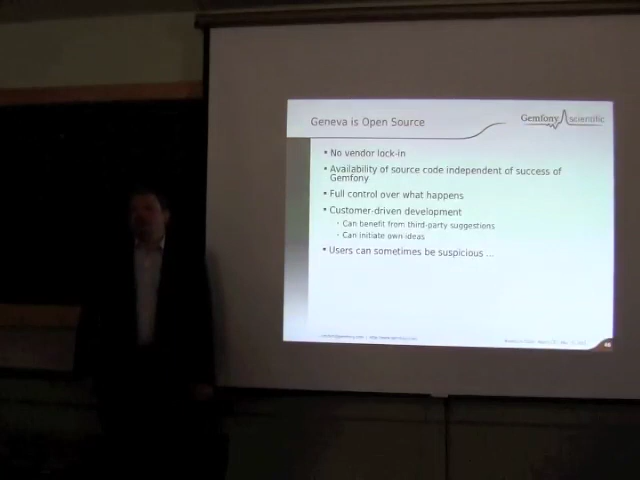 Geneva is Open Source
Gemfony scientific
• No vendor lock-in
• Availability of source code independent of success of
Gemfony
• Full control over what happens
• Customer-driven development
• Can benefit from third-party suggestions
• Can initiate own ideas
• Users can sometimes be suspicious ...